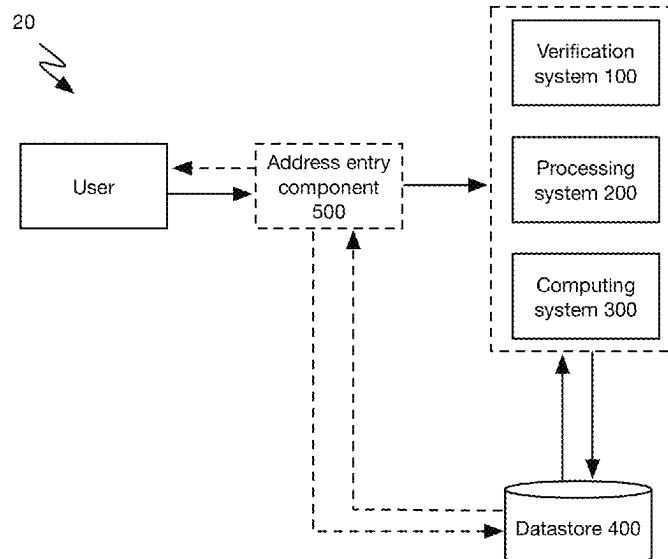 20
User
Address entry
component
500
Verification
system 100
Processing
system 200
Computing
system 300
Datastore 400